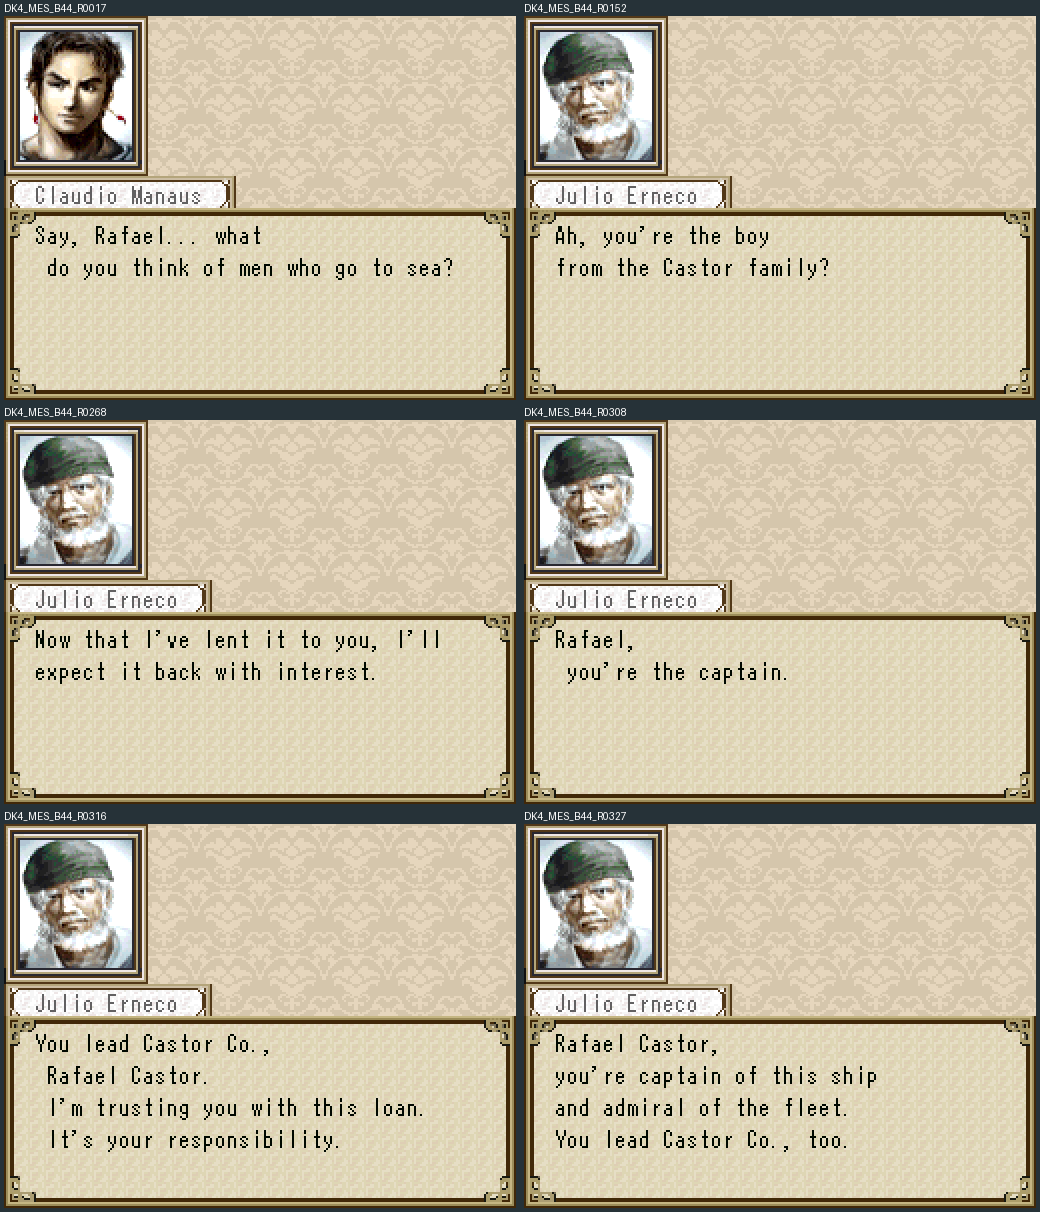 DK4_MES_B44_R0017
Claudio Manaus
Say, Rafael... what
do you think of men who go to sea?
DK4_MES_B44_R0152
Julio Erneco
Ah, you're the boy
from the Castor family?
DK4_MES_B44_R0268
Julio Erneco
Now that I've lent it to you, I'll
expect it back with interest.
DK4_MES_B44_R0308
Julio Erneco
Rafael,
you're the captain.
DK4_MES_B44_R0316
Julio Erneco
You lead Castor Co.,
Rafael Castor.
I'm trusting you with this loan.
It's your responsibility.
DK4_MES_B44_R0327
Julio Erneco
Rafael Castor,
you're captain of this ship
and admiral of the fleet.
You lead Castor Co., too.